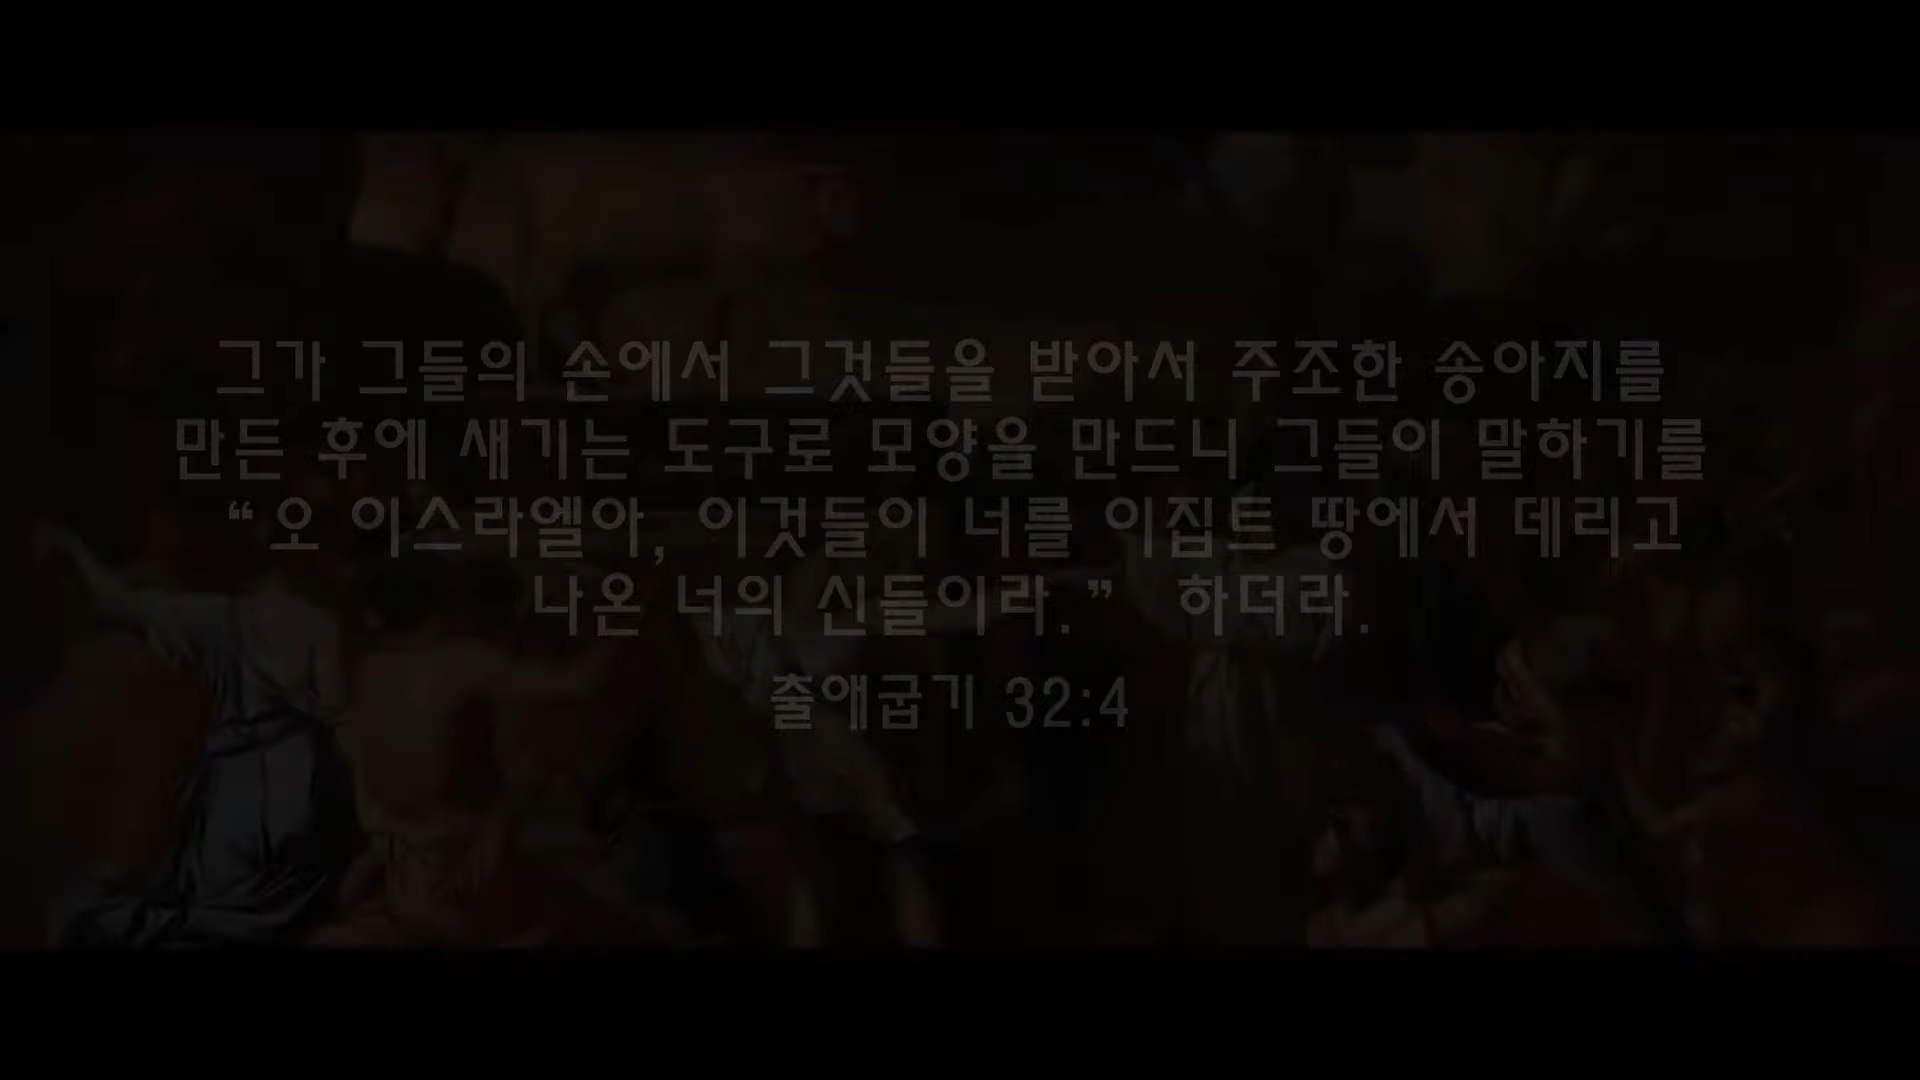 그가 그들의 손에서 그것들을 받아서 주조한 송아지를
만든 후에 새기는 도구로 모양을 만드니 그들이 말하기를
“오 이스라엘아, 이것들이 너를 이집트 땅에서 데리고
나온 너의 신들이라.” 하더라.
출애굽기 32:4